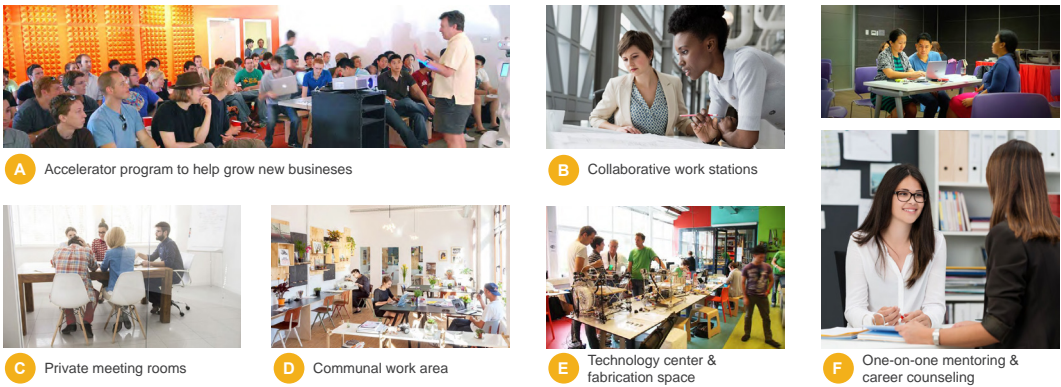 A Accelerator program to help grow new busineses
B Collaborative work stations
C Private meeting rooms
D Communal work area
E Technology center &
fabrication space
F One-on-one mentoring &
career counseling